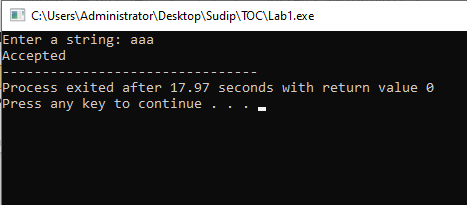 C:\Users\Administrator\Desktop\Sudip\TOC\Lab1.exe
Enter a string: aaa
Accepted
--------------------------------
Process exited after 17.97 seconds with return value 0
Press any key to continue . . .